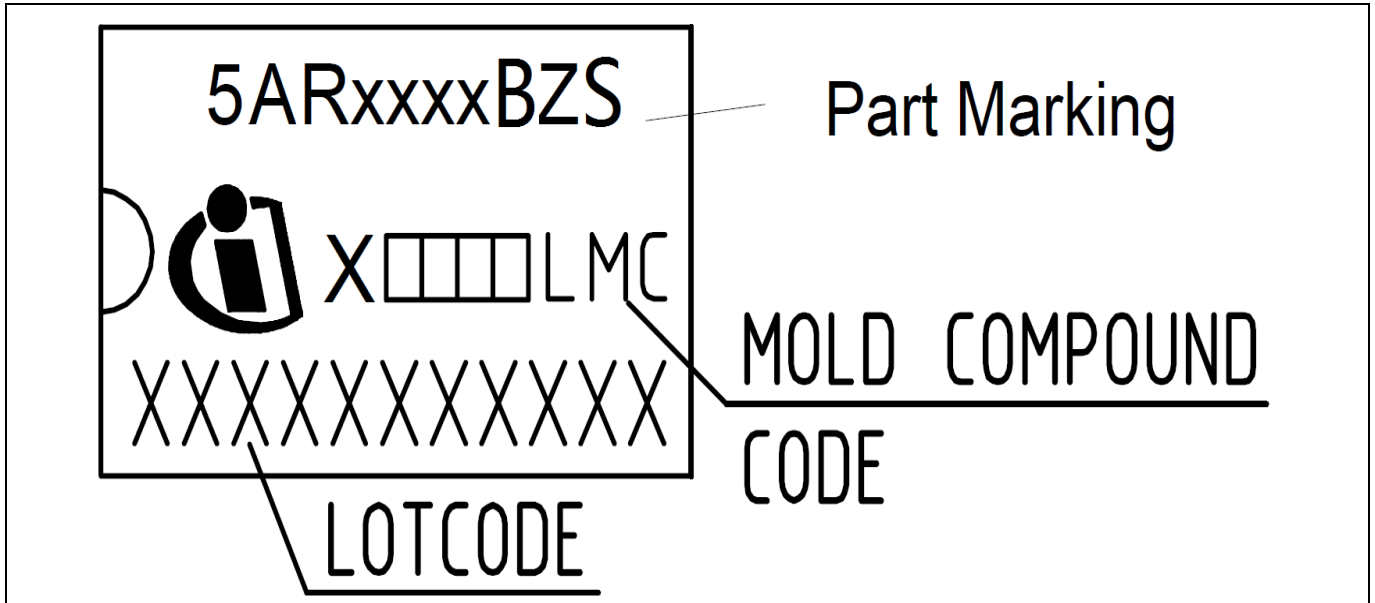 5ARxxxxBZS
Part Marking
X□□□□LMC
MOLD COMPOUND
CODE
XXXXXXXXXXX
LOTCODE